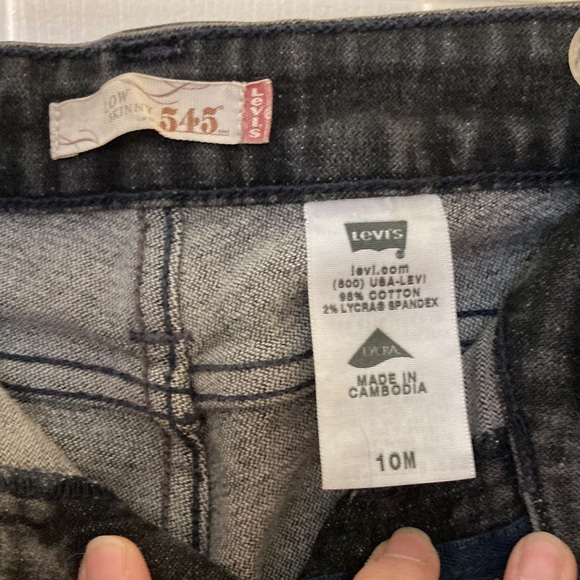 LOW
SKINNY
545
Levi's
Levi's
®
levi.com
(800) USA-LEVI
98% COTTON
2% LYCRA® SPANDEX
LYCRA
MADE IN
CAMBODIA
10M